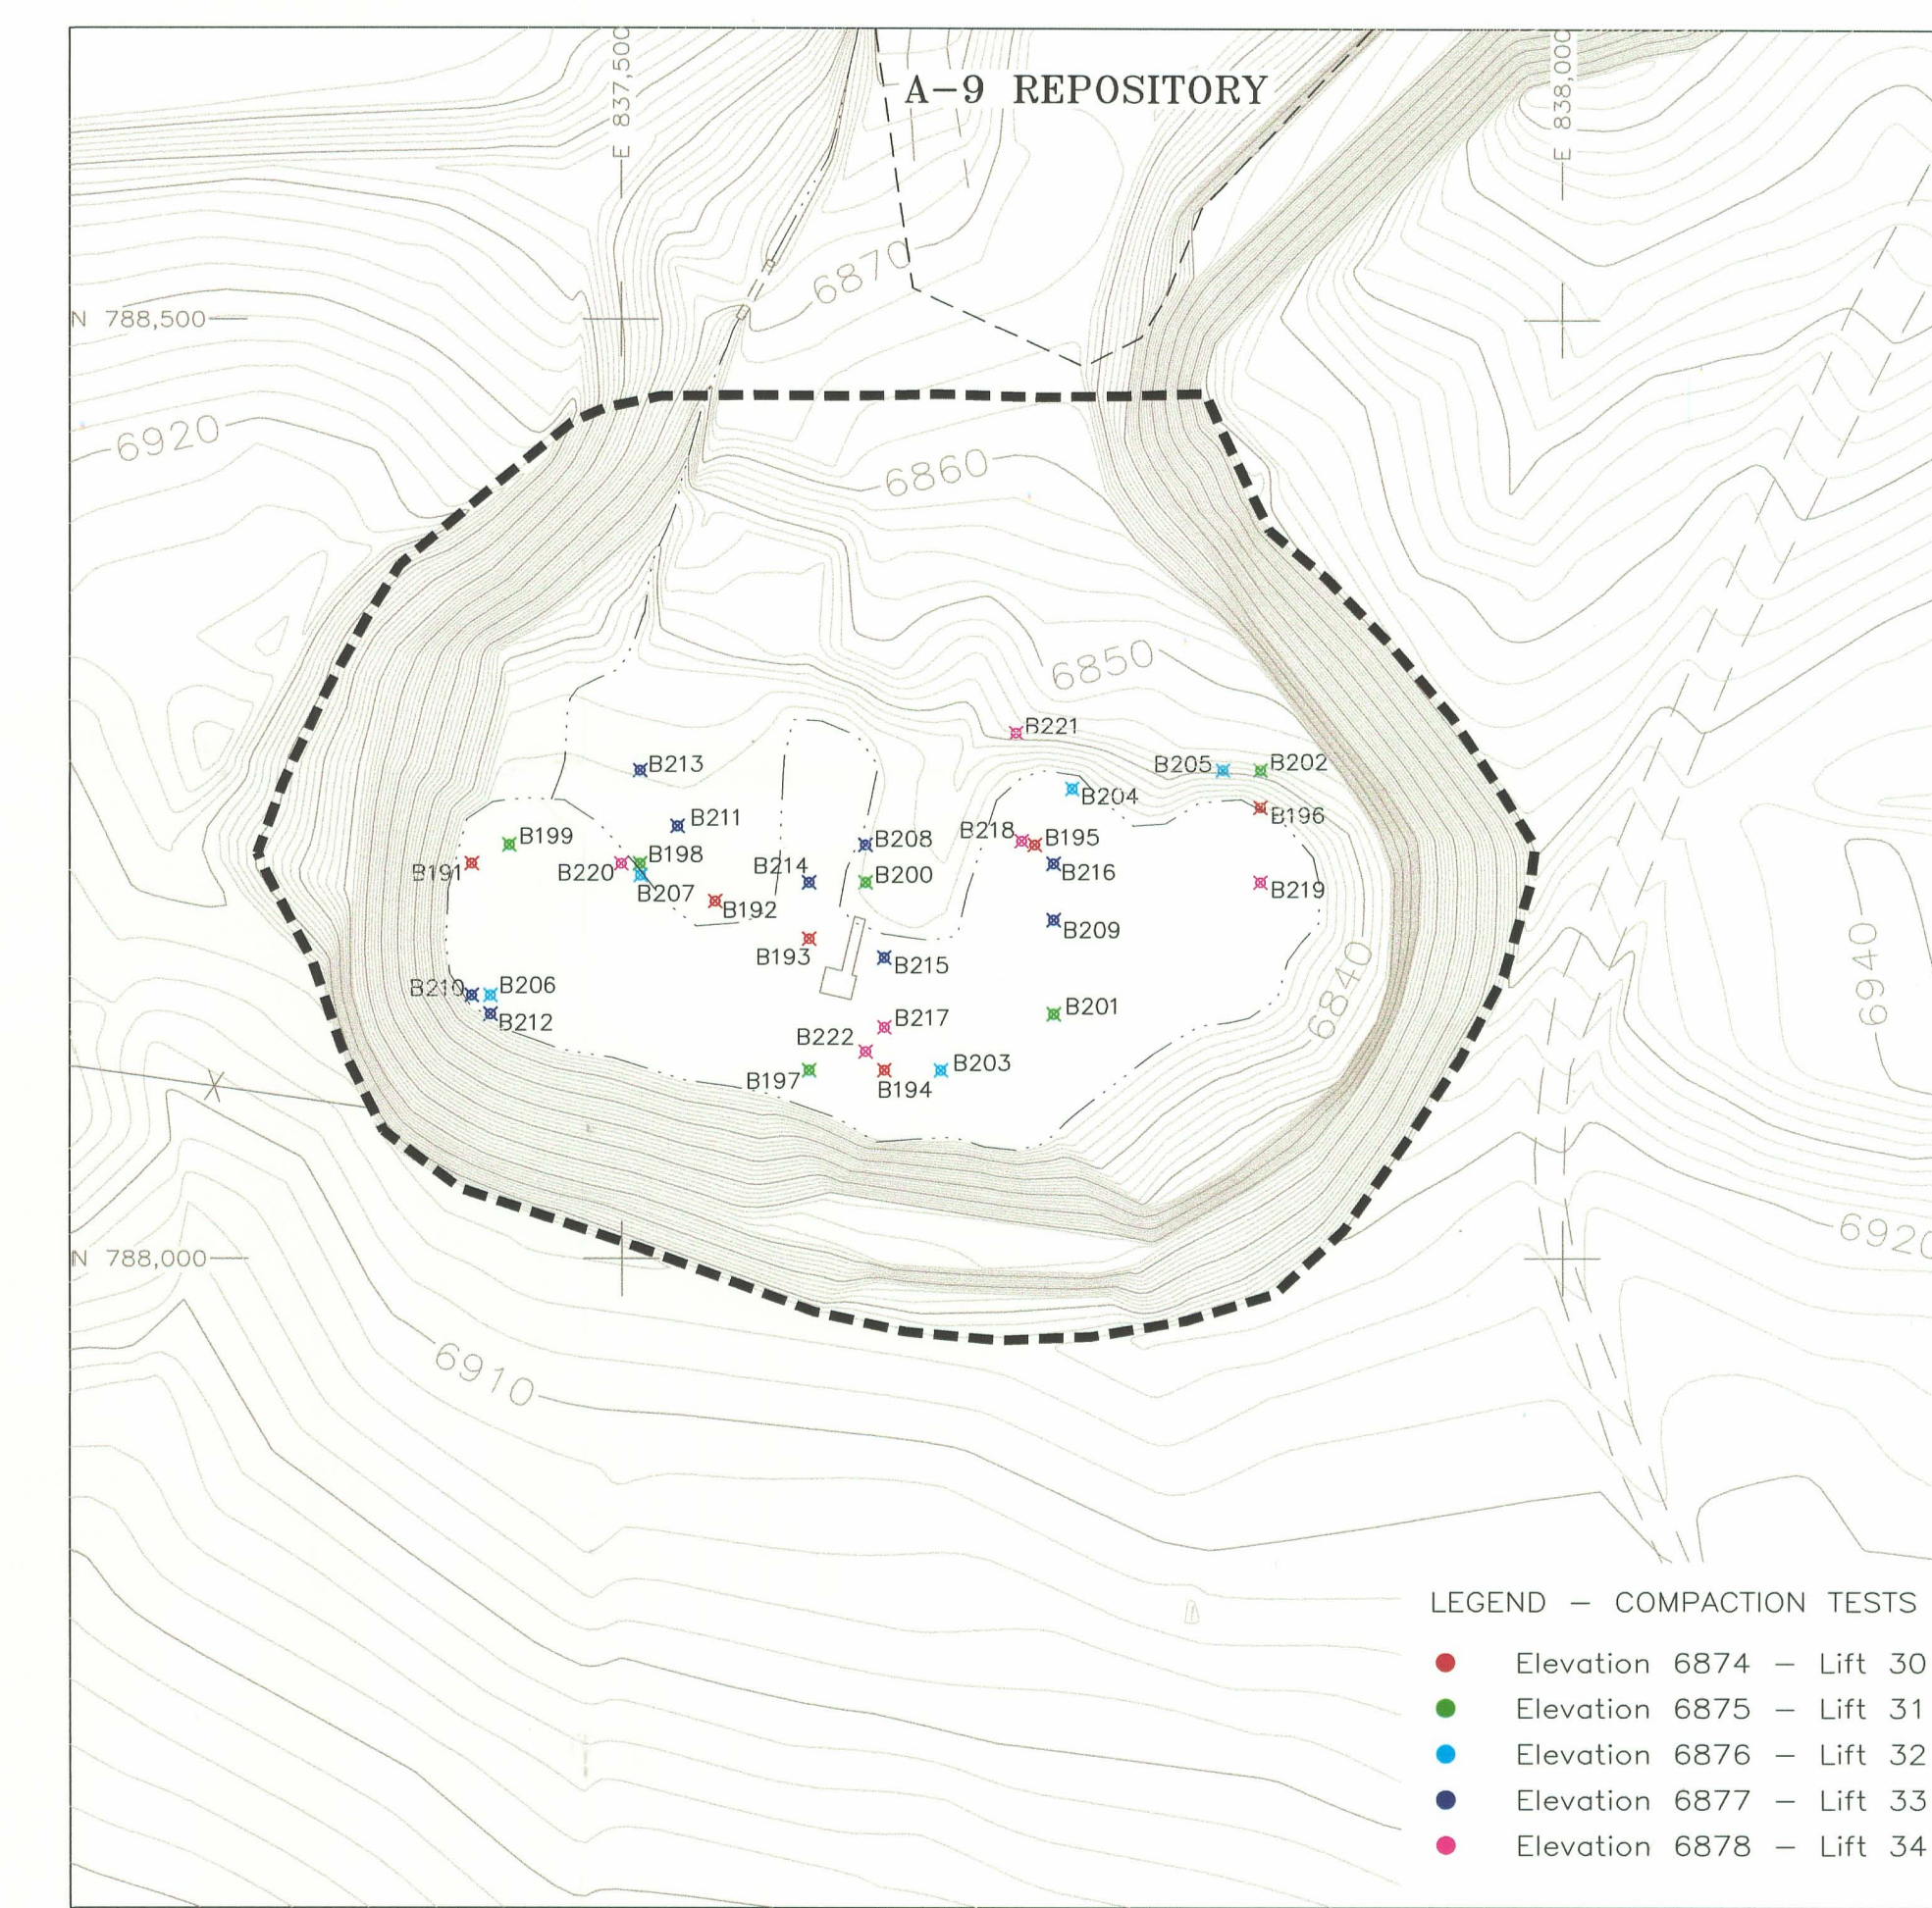 E 837,500
E 838,000
A-9 REPOSITORY
6870
N 788,500
6920
6860
6850
B221
B213
B205
B202
B204
B196
B211
B199
B208
B218
B195
B191
B220
B198
B214
B200
B216
B207
B192
B219
B209
B193
B215
6940
6840
B210
B206
B212
B201
B217
B222
B197
B194
B203
N 788,000
6920
6910
LEGEND – COMPACTION TESTS
Elevation 6874 – Lift 30
Elevation 6875 – Lift 31
Elevation 6876 – Lift 32
Elevation 6877 – Lift 33
Elevation 6878 – Lift 34